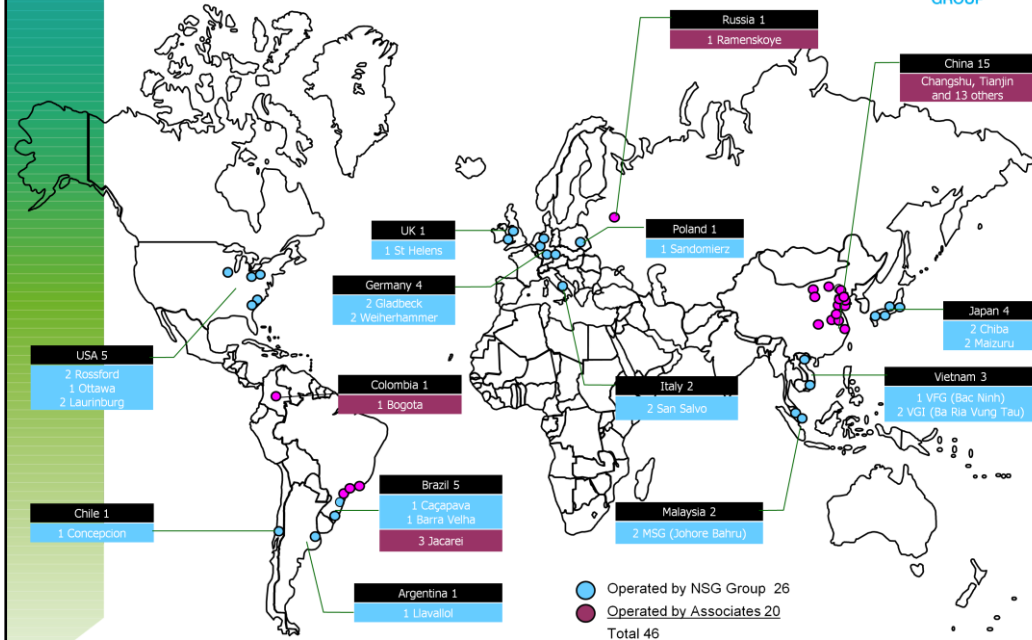 GROUP
Russia 1
1 Ramenskoye
China 15
Changshu, Tianjin
and 13 others
UK 1
1 St Helens
Poland 1
1 Sandomierz
Germany 4
2 Gladbeck
2 Weiherhammer
Japan 4
2 Chiba
2 Maizuru
USA 5
2 Rossford
1 Ottawa
2 Laurinburg
Colombia 1
1 Bogota
Italy 2
2 San Salvo
Vietnam 3
1 VFG (Bac Ninh)
2 VGI (Ba Ria Vung Tau)
Brazil 5
1 Caçapava
1 Barra Velha
3 Jacarei
Chile 1
1 Concepcion
Malaysia 2
2 MSG (Johore Bahru)
Argentina 1
1 Llavallol
Operated by NSG Group 26
Operated by Associates 20
Total 46